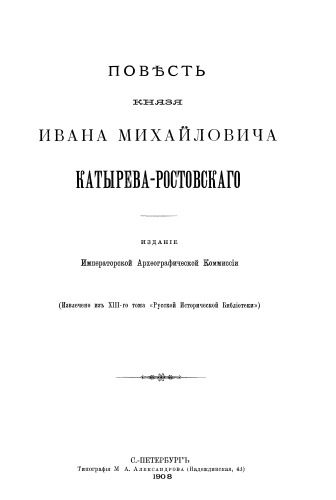 ПОВѢСТЬ
КНЯЗЯ
ИВАНА МИХАЙЛОВИЧА
КАТЫРЕВА-РОСТОВСКАГО
ИЗДАНІЕ
Императорской Археографической Коммиссіи
(Извлечено изъ XIII-го тома «Русской Исторической Библіотеки»)
С.-ПЕТЕРБУРГЪ
Типографія М. А. Александрова (Надеждинская, 43)
1908